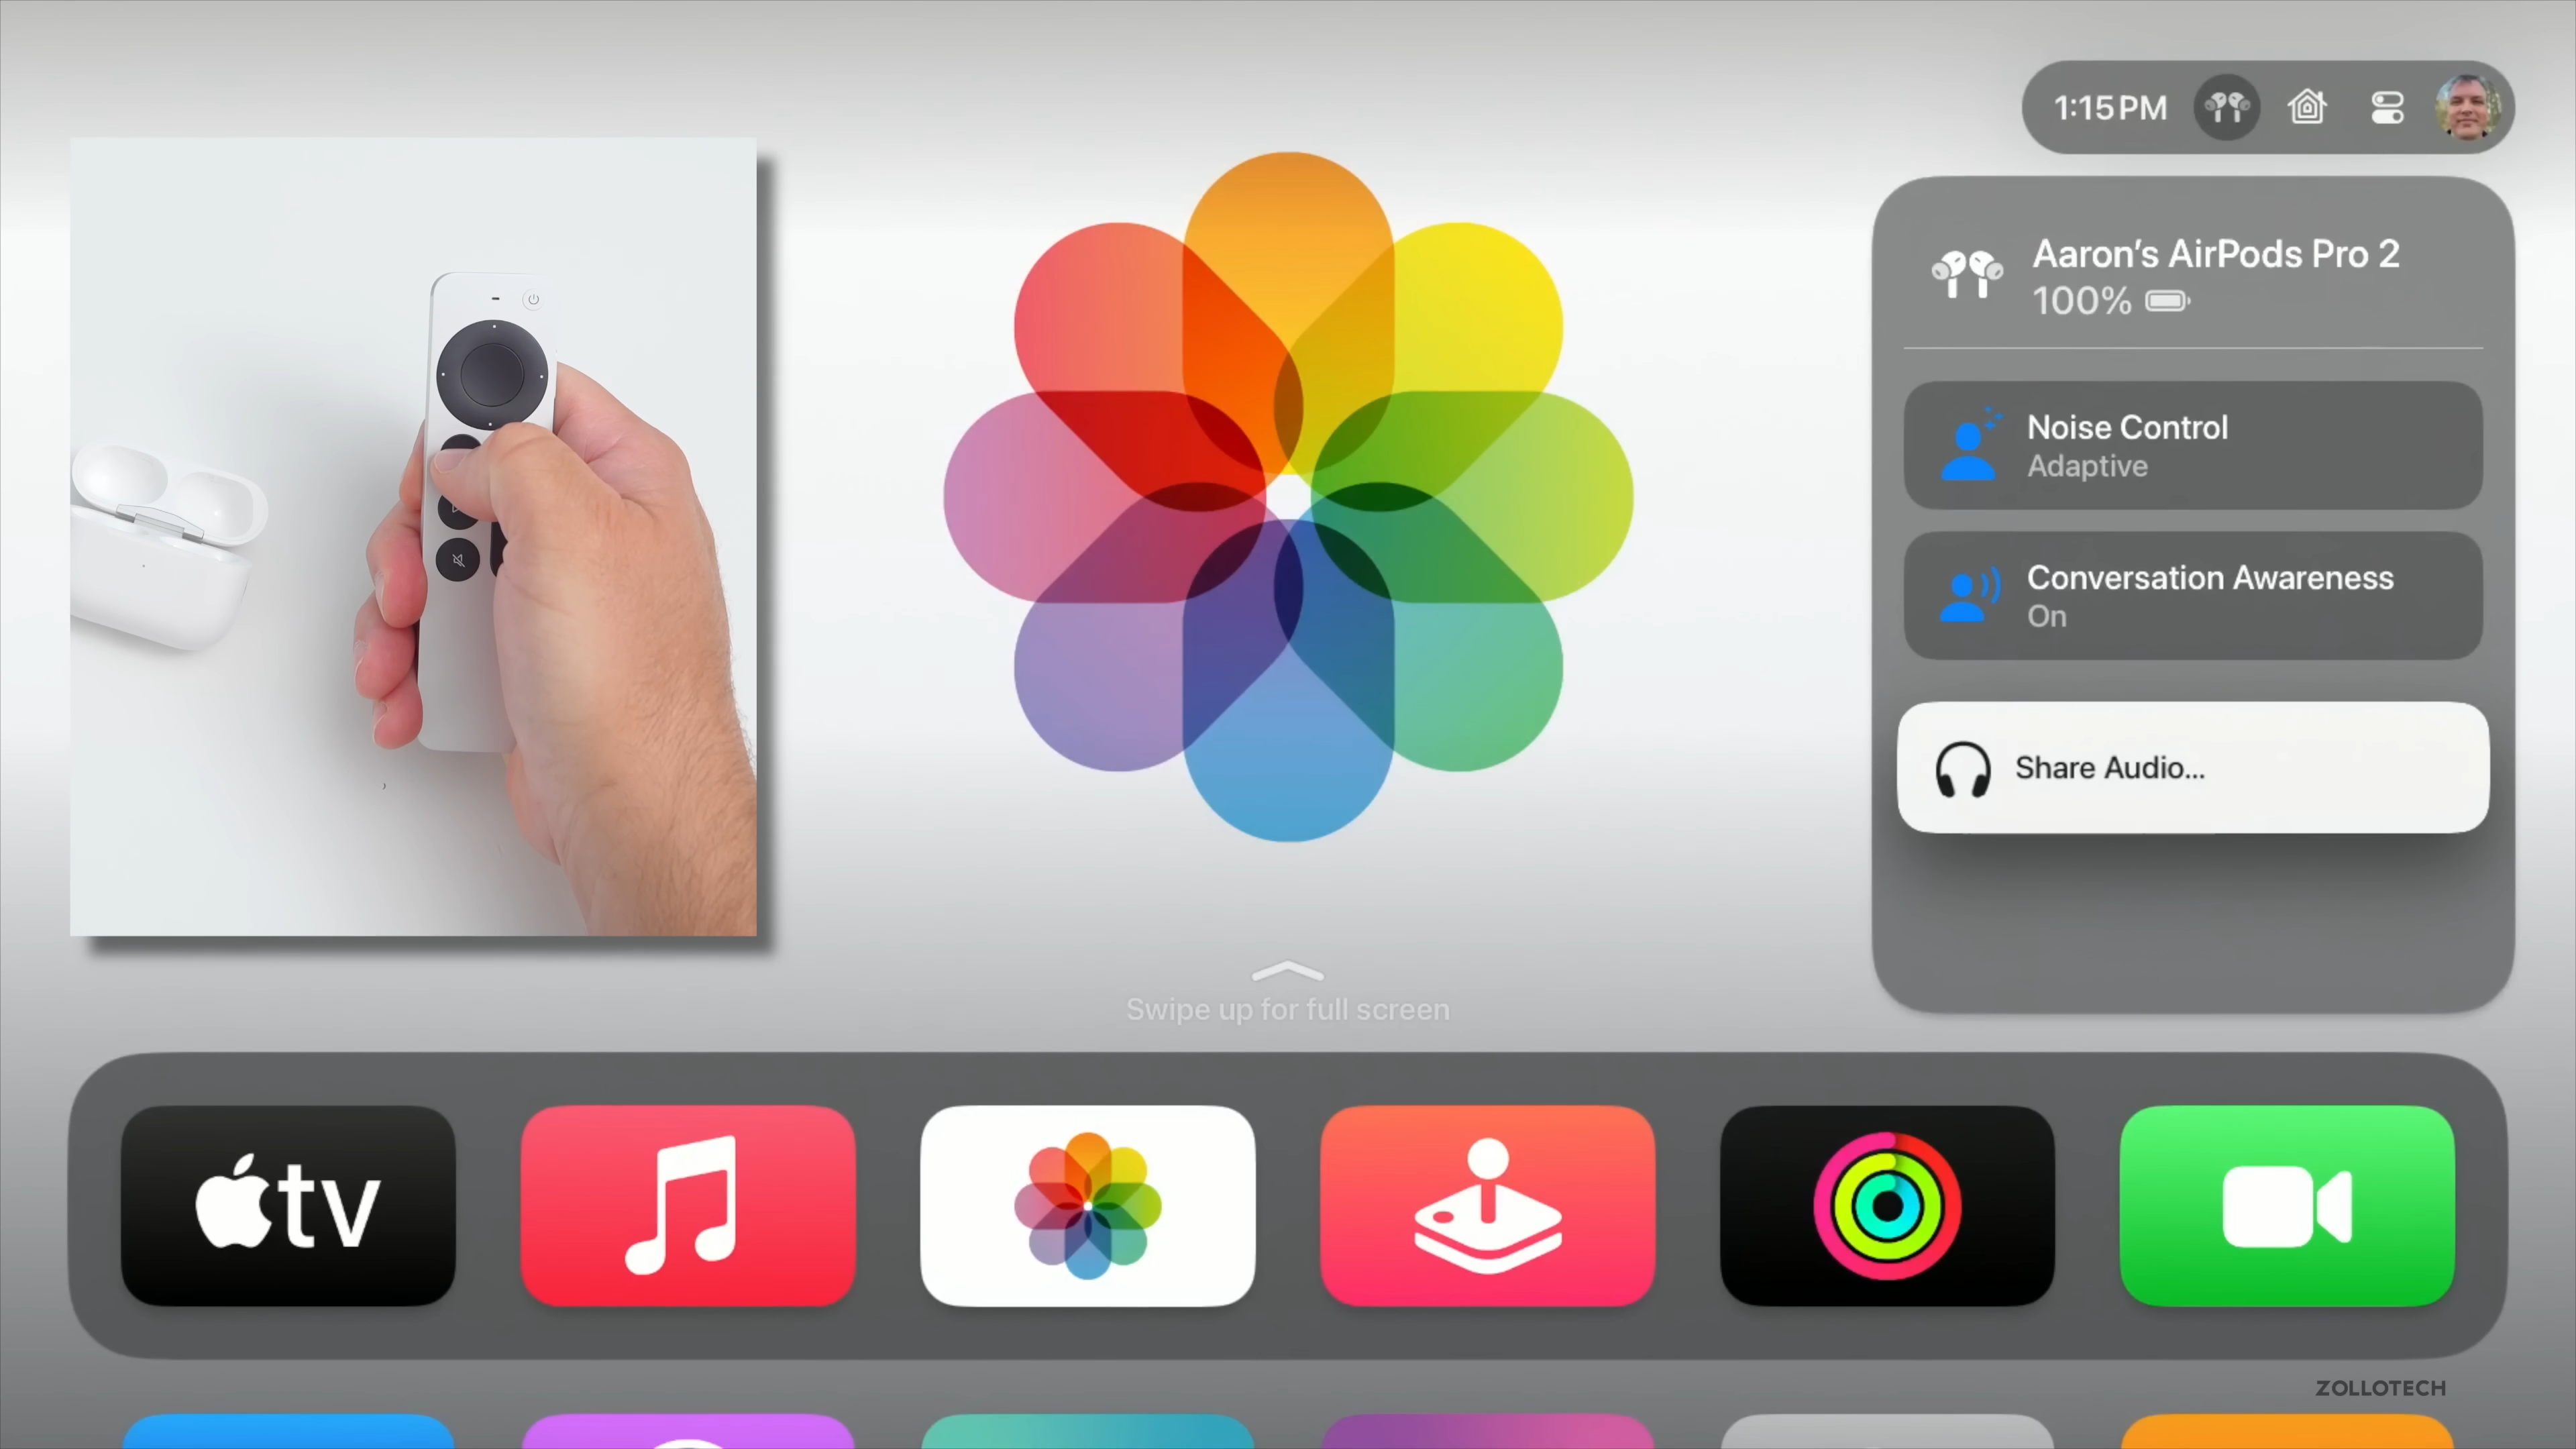 1:15 PM
Aaron's AirPods Pro 2
100%
Noise Control
Adaptive
Conversation Awareness
On
Share Audio...
Swipe up for full screen
tv
ZOLLOTECH